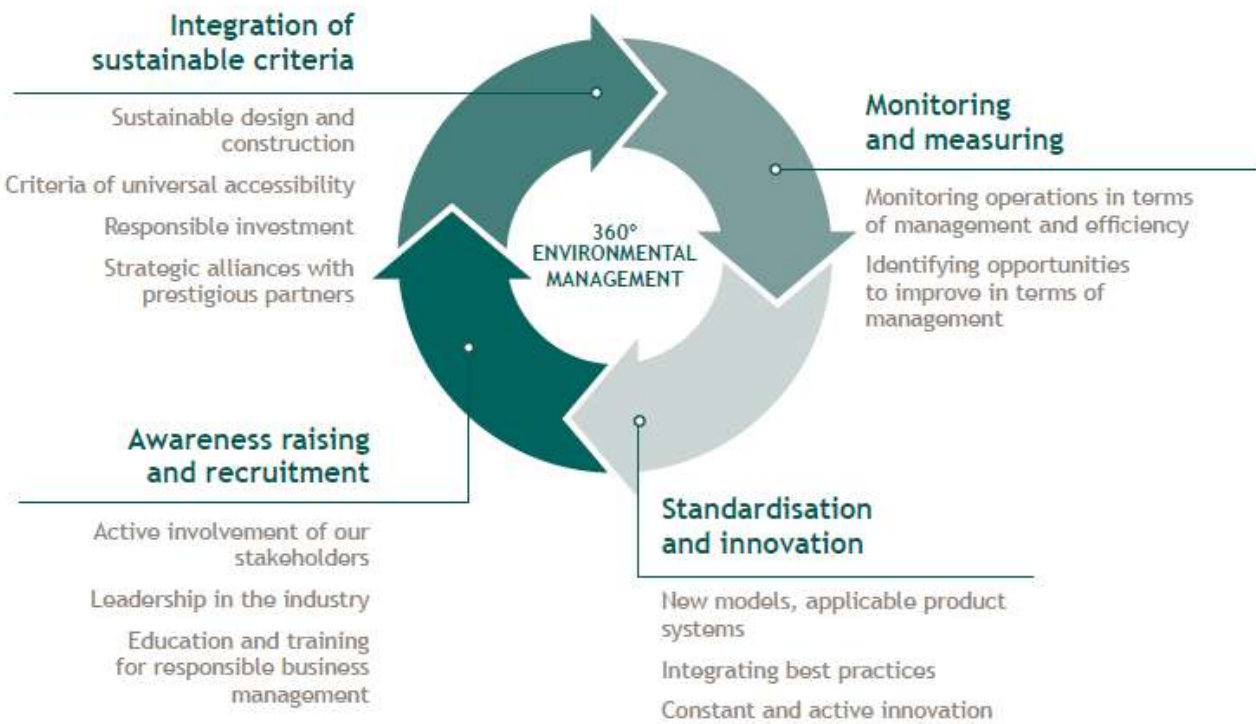 Integration of
sustainable criteria
Sustainable design and
construction
Criteria of universal accessibility
Responsible investment
Strategic alliances with
prestigious partners
Monitoring
and measuring
Monitoring operations in terms
of management and efficiency
Identifying opportunities
to improve in terms of
management
360°
ENVIRONMENTAL
MANAGEMENT
Awareness raising
and recruitment
Active involvement of our
stakeholders
Leadership in the industry
Education and training
for responsible business
management
Standardisation
and innovation
New models, applicable product
systems
Integrating best practices
Constant and active innovation